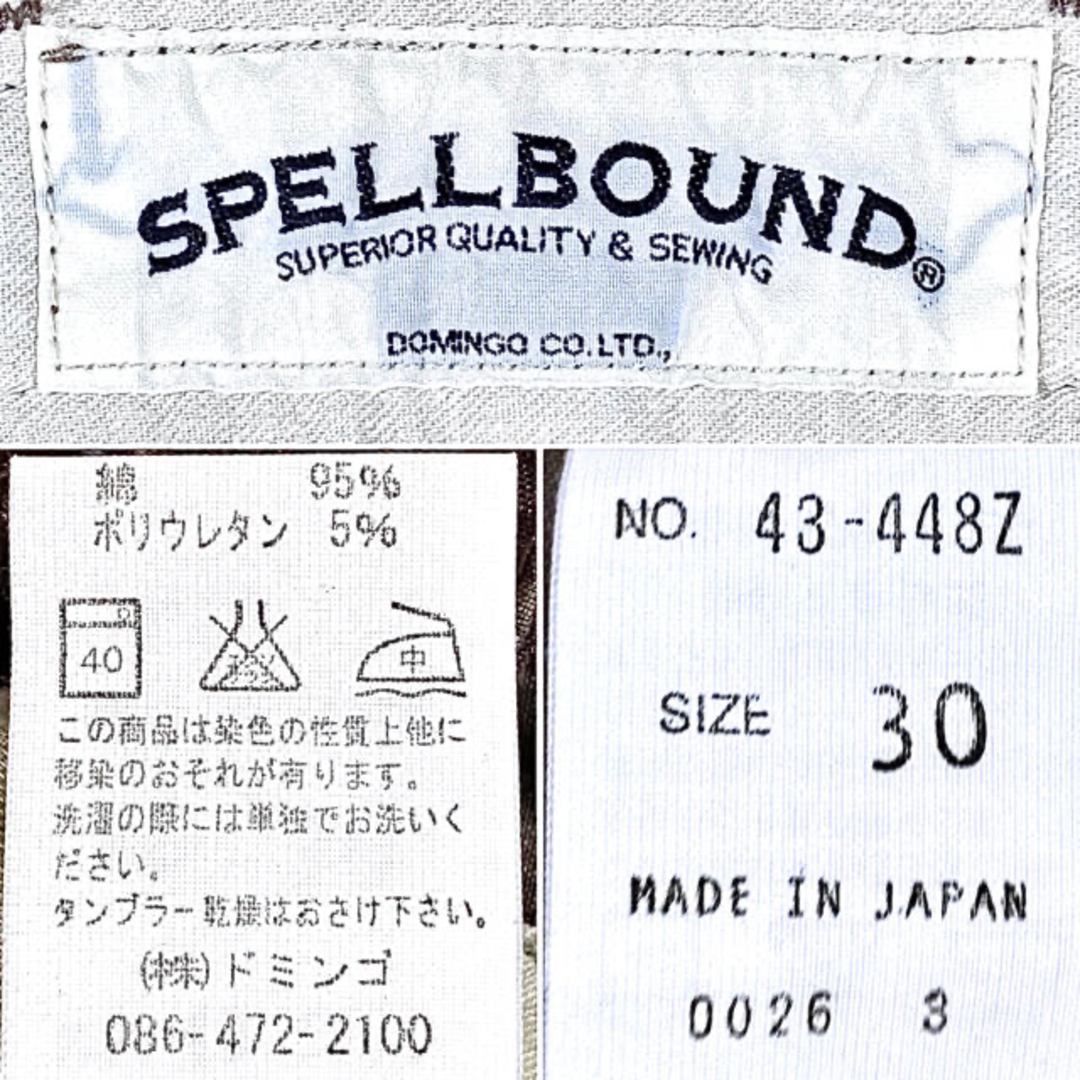 SPELLBOUND®
SUPERIOR QUALITY & SEWING
DOMINGO CO.LTD.,
綿 95%
ポリウレタン 5%
40
中
この商品は染色の性質上他に
移染のおそれが有ります。
洗濯の際には単独でお洗いく
ださい。
タンブラー乾燥はおさけ下さい。
(株)ドミンゴ
086-472-2100
NO. 43-448Z
SIZE 30
MADE IN JAPAN
0026 3